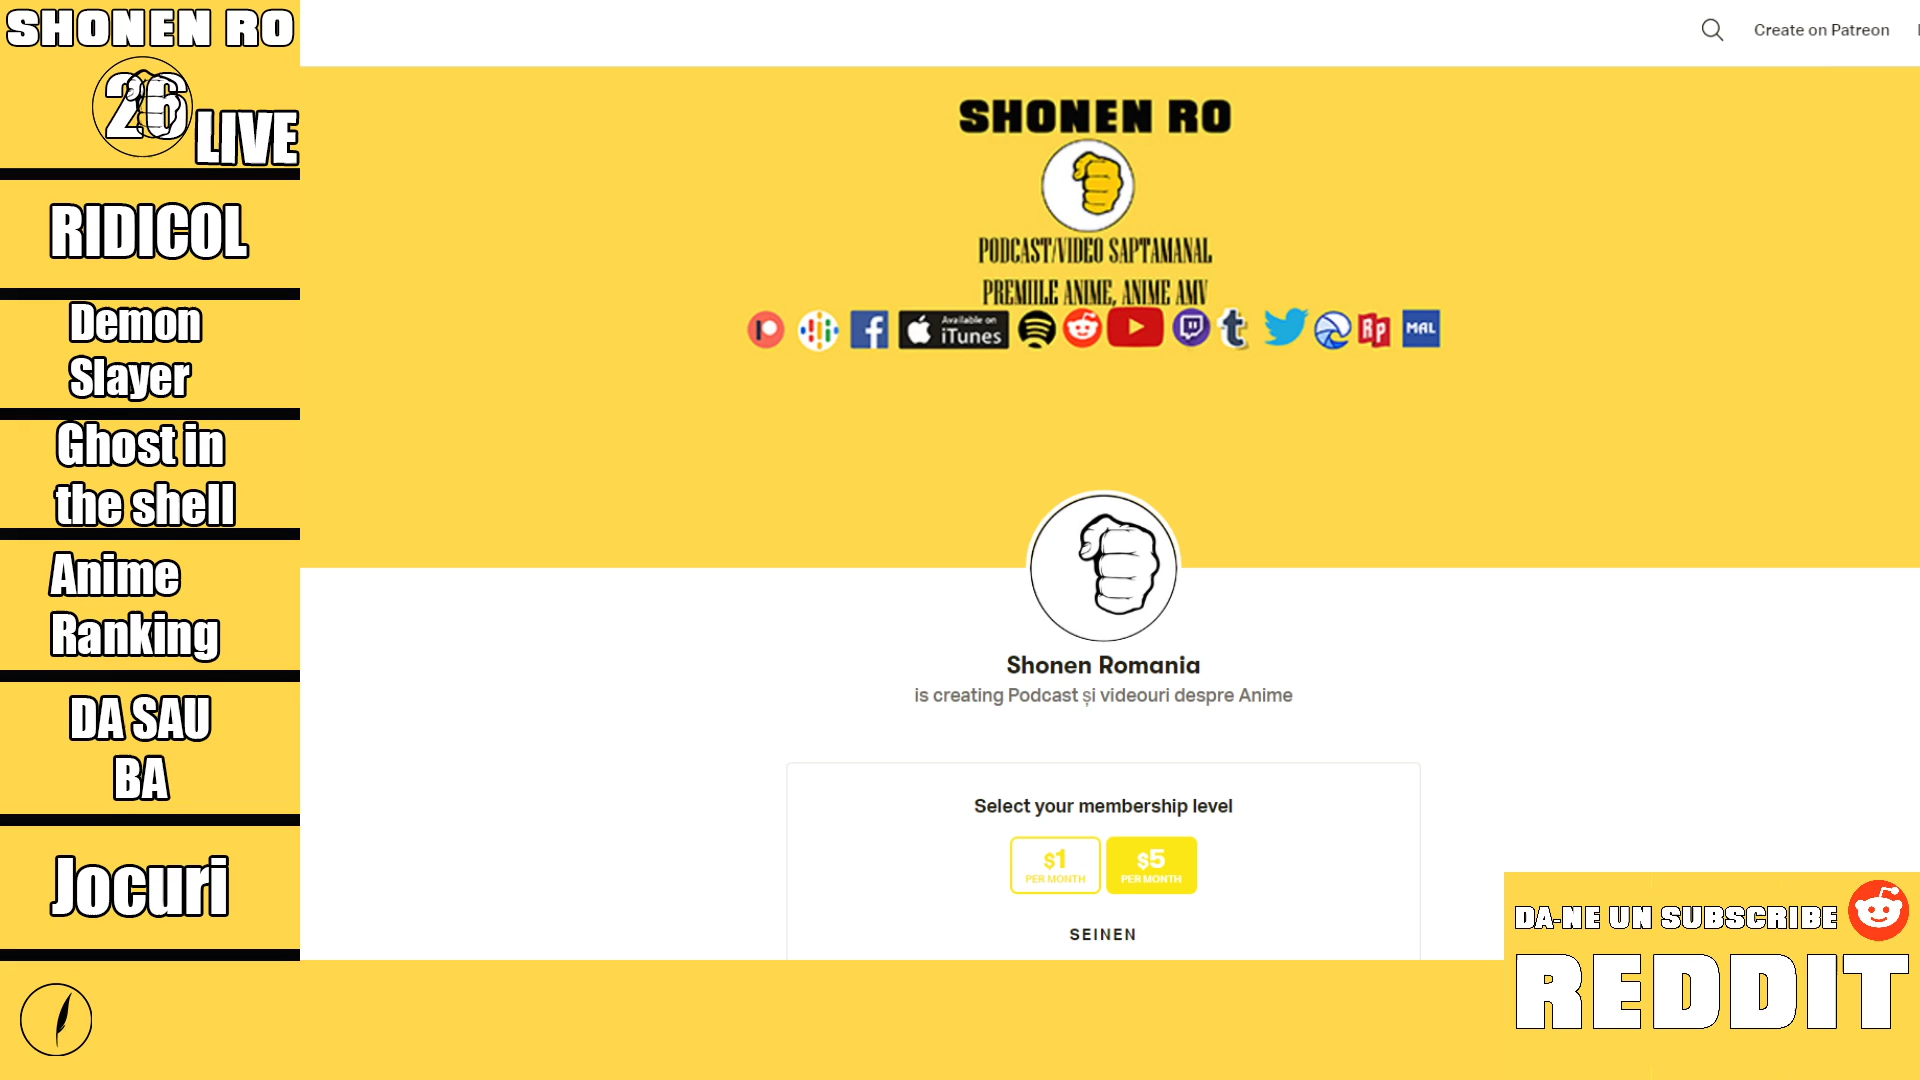 SHONEN RO
26
LIVE
RIDICOL
Demon
Slayer
Ghost in
the shell
Anime
Ranking
DA SAU
BA
Jocuri
Create on Patreon
SHONEN RO
PODCAST/VIDEO SAPTAMANAL
PREMIILE ANIME, ANIME AMV
Available on
iTunes
Rp
MAL
Shonen Romania
is creating Podcast și videouri despre Anime
Select your membership level
$1
PER MONTH
$5
PER MONTH
SEINEN
DA-NE UN SUBSCRIBE
REDDIT